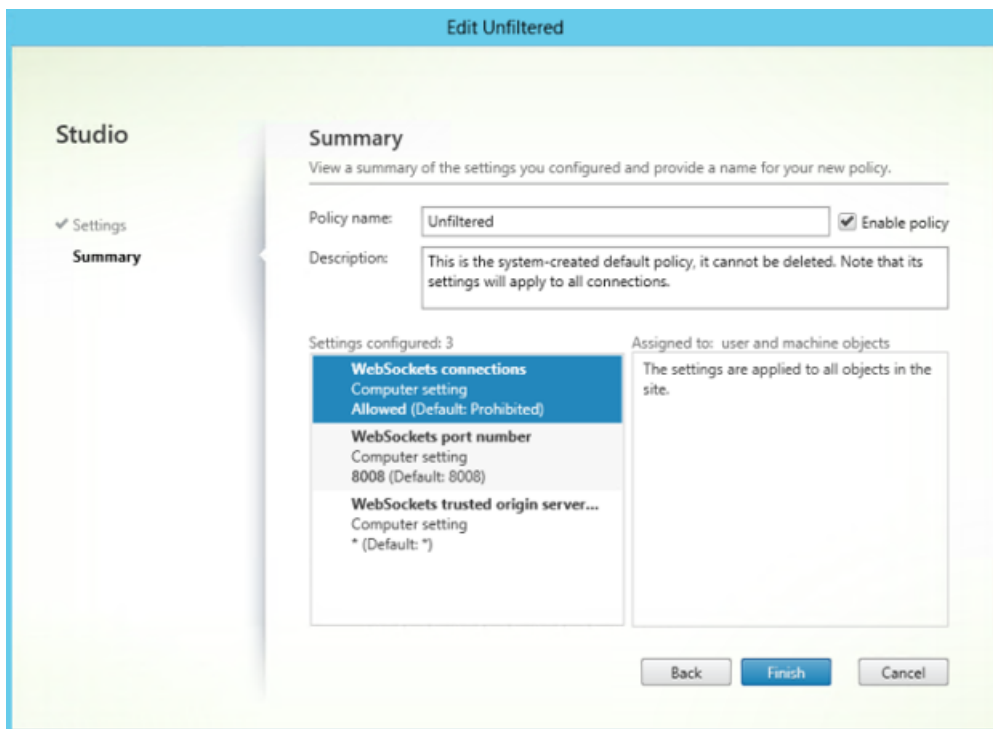 Edit Unfiltered
Studio
Settings
Summary
Summary
View a summary of the settings you configured and provide a name for your new policy.
Policy name:
Unfiltered
Enable policy
Description:
This is the system-created default policy, it cannot be deleted. Note that its
settings will apply to all connections.
Settings configured: 3
WebSockets connections
Computer setting
Allowed (Default: Prohibited)
WebSockets port number
Computer setting
8008 (Default: 8008)
WebSockets trusted origin server...
Computer setting
* (Default: *)
Assigned to: user and machine objects
The settings are applied to all objects in the
site.
Back
Finish
Cancel